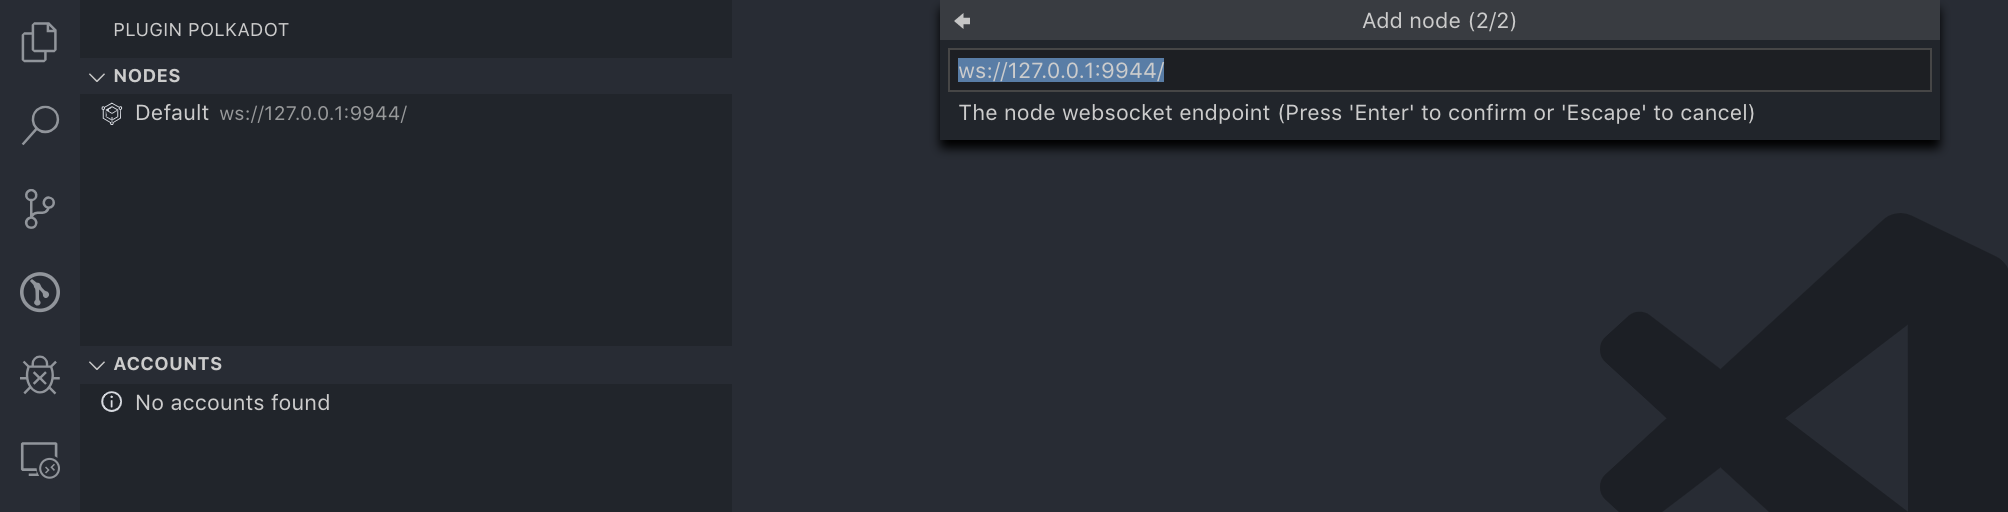 PLUGIN POLKADOT
NODES
Default ws://127.0.0.1:9944/
ACCOUNTS
No accounts found
Add node (2/2)
ws://127.0.0.1:9944/
The node websocket endpoint (Press 'Enter' to confirm or 'Escape' to cancel)